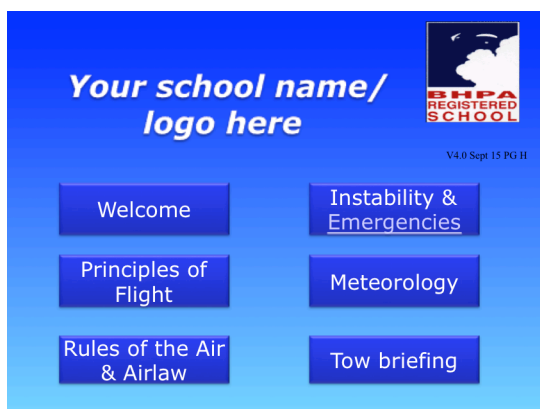 Your school name/
logo here
BHPA
REGISTERED
SCHOOL
V4.0 Sept 15 PG H
Welcome
Instability &
Emergencies
Principles of
Flight
Meteorology
Rules of the Air
& Airlaw
Tow briefing